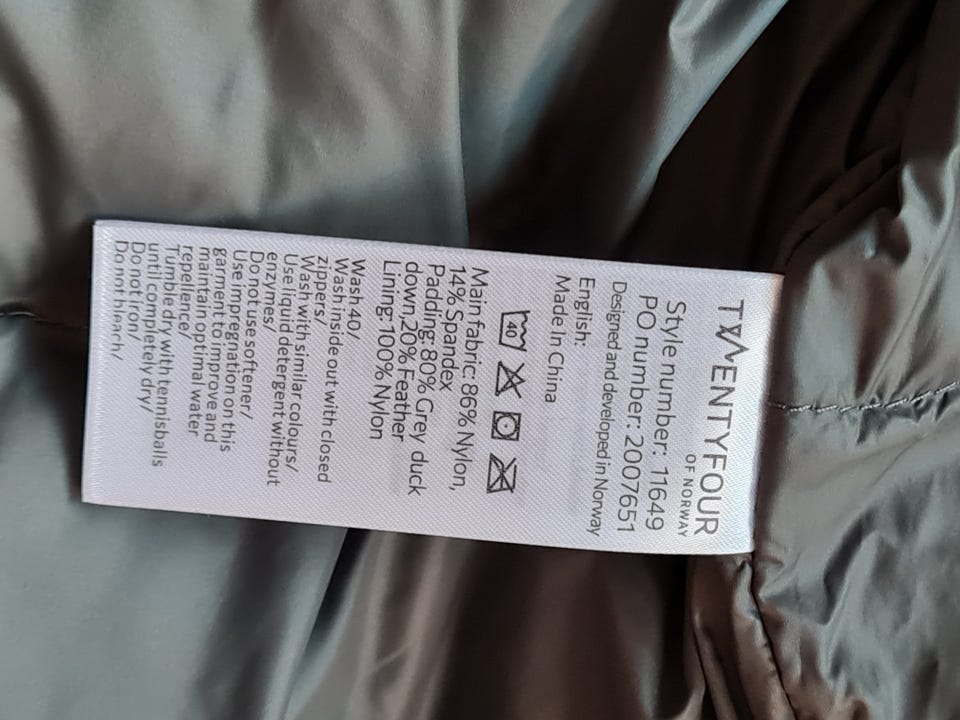 TWENTYFOUR
OF NORWAY
Style number: 11649
PO number: 2007651
Designed and developed in Norway
English:
Made In China
40
Main fabric: 86% Nylon,
14% Spandex
Padding: 80% Grey duck
down,20% Feather
Lining:100% Nylon
Wash 40/
Wash inside out with closed
zippers/
Wash with similar colours/
Use liquid detergent without
enzymes/
Do not use softener/
Use impregnation on this
garment to improve and
maintain optimal water
repellence/
Tumble dry with tennisballs
until completely dry/
Do not iron/
Do not bleach/